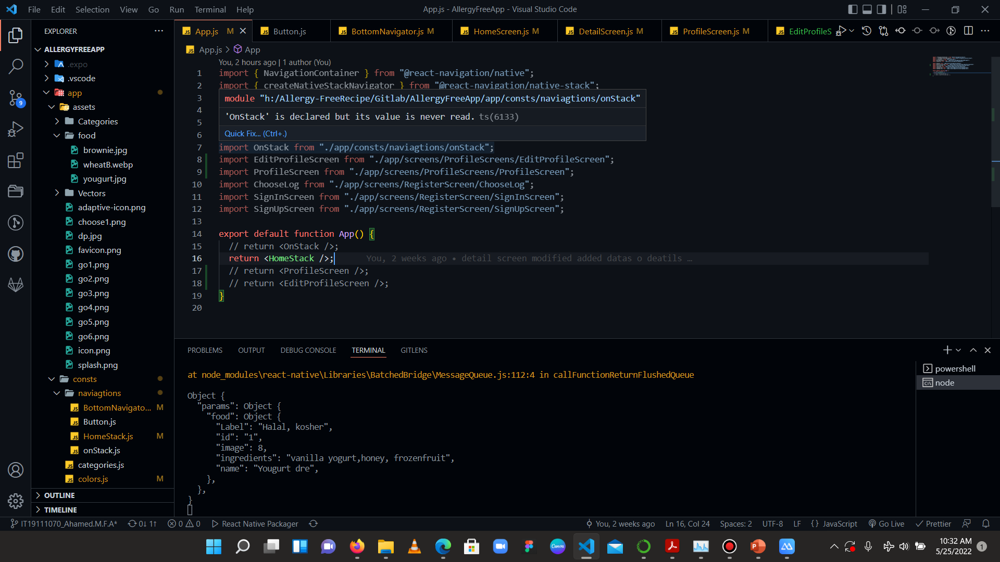 File Edit Selection View Go Run Terminal Help
App.js - AllergyFreeApp - Visual Studio Code
EXPLORER
ALLERGYFREEAPP
.expo
.vscode
app
assets
Categories
food
brownie.jpg
wheatB.webp
yougurt.jpg
Vectors
adaptive-icon.png
choose1.png
dp.jpg
favicon.png
go1.png
go2.png
go3.png
go4.png
go5.png
go6.png
icon.png
splash.png
consts
naviagtions
BottomNavigato... M
Button.js
HomeStack.js M
onStack.js
categories.js
colors.js M
OUTLINE
TIMELINE
9
App.js M
Button.js
BottomNavigator.js M
HomeScreen.js M
DetailScreen.js M
ProfileScreen.js M
EditProfileS
App.js > App
You, 2 hours ago | 1 author (You)
1 import { NavigationContainer } from "@react-navigation/native";
2 import { createNativeStackNavigator } from "@react-navigation/native-stack";
3
4
5
6
module "h:/Allergy-FreeRecipe/Gitlab/AllergyFreeApp/app/consts/naviagtions/onStack"
'OnStack' is declared but its value is never read. ts(6133)
Quick Fix... (Ctrl+.)
7 import OnStack from "./app/consts/naviagtions/onStack";
8 import EditProfileScreen from "./app/screens/ProfileScreens/EditProfileScreen";
9 import ProfileScreen from "./app/screens/ProfileScreens/ProfileScreen";
10 import ChooseLog from "./app/screens/RegisterScreen/ChooseLog";
11 import SignInScreen from "./app/screens/RegisterScreen/SignInScreen";
12 import SignUpScreen from "./app/screens/RegisterScreen/SignUpScreen";
13
14 export default function App() {
15 // return <OnStack />;
16 return <HomeStack />; You, 2 weeks ago • detail screen modified added datas o deatils …
17 // return <ProfileScreen />;
18 // return <EditProfileScreen />;
19 }
20
PROBLEMS OUTPUT DEBUG CONSOLE TERMINAL GITLENS
at node_modules\react-native\Libraries\BatchedBridge\MessageQueue.js:112:4 in callFunctionReturnFlushedQueue
Object {
"params": Object {
"food": Object {
"Label": "Halal, kosher",
"id": "1",
"image": 8,
"ingredients": "vanilla yogurt,honey, frozenfruit",
"name": "Yougurt dre",
},
},
}
powershell
node
IT19111070_Ahamed.M.F.A* 0↓ 1↑ 0 0 React Native Packager
You, 2 weeks ago Ln 16, Col 24 Spaces: 2 UTF-8 LF {} JavaScript Go Live Prettier
Canva
10:32 AM
5/25/2022
1